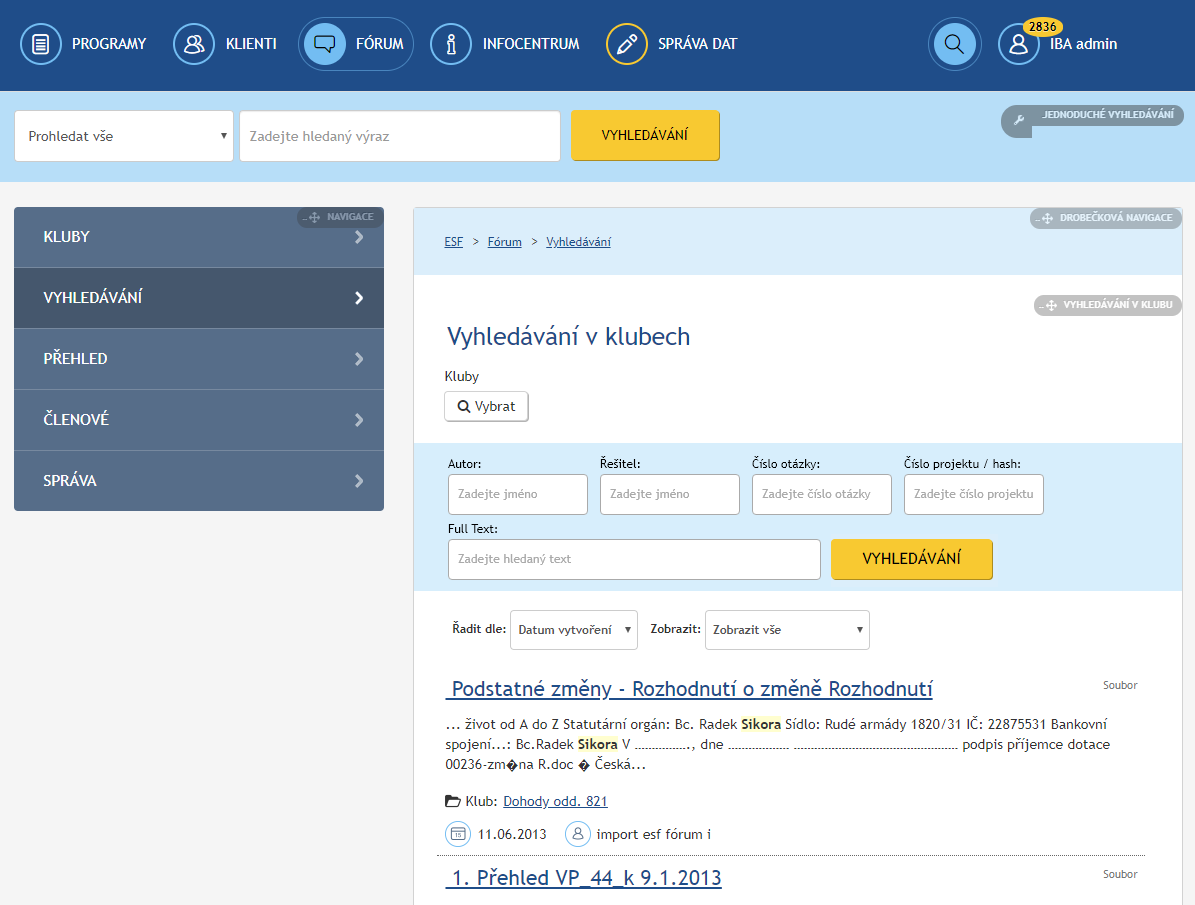 PROGRAMY KLIENTI FÓRUM INFOCENTRUM SPRÁVA DAT 2836 IBA admin
Prohledat vše Zadejte hledaný výraz VYHLEDÁVÁNÍ JEDNODUCHÉ VYHLEDÁVÁNÍ
NAVIGACE
KLUBY
VYHLEDÁVÁNÍ
PŘEHLED
ČLENOVÉ
SPRÁVA
DROBEČKOVÁ NAVIGACE
ESF > Fórum > Vyhledávání
VYHLEDÁVÁNÍ V KLUBU
Vyhledávání v klubech
Kluby
Vybrat
Autor: Řešitel: Číslo otázky: Číslo projektu / hash:
Zadejte jméno Zadejte jméno Zadejte číslo otázky Zadejte číslo projektu
Full Text:
Zadejte hledaný text VYHLEDÁVÁNÍ
Řadit dle: Datum vytvoření Zobrazit: Zobrazit vše
Podstatné změny - Rozhodnutí o změně Rozhodnutí Soubor
... život od A do Z Statutární orgán: Bc. Radek Sikora Sídlo: Rudé armády 1820/31 IČ: 22875531 Bankovní
spojení...: Bc.Radek Sikora V ................, dne .................. ................................................ podpis příjemce dotace
00236-zm�na R.doc � Česká...
Klub: Dohody odd. 821
15 11.06.2013 import esf fórum i
1. Přehled VP_44_k 9.1.2013 Soubor